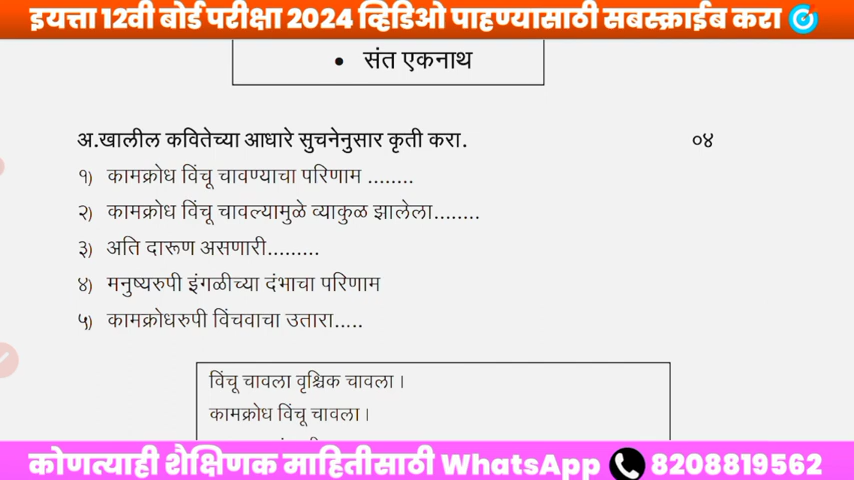 इयत्ता 12वी बोर्ड परीक्षा 2024 व्हिडिओ पाहण्यासाठी सबस्क्राईब करा
• संत एकनाथ
अ.खालील कवितेच्या आधारे सुचनेनुसार कृती करा. ०४
१) कामक्रोध विंचू चावण्याचा परिणाम ........
२) कामक्रोध विंचू चावल्यामुळे व्याकुळ झालेला........
३) अति दारूण असणारी.........
४) मनुष्यरुपी इंगळीच्या दंभाचा परिणाम
५) कामक्रोधरुपी विंचवाचा उतारा.....
विंचू चावला वृश्चिक चावला ।
कामक्रोध विंचू चावला ।
कोणत्याही शैक्षिणक माहितीसाठी WhatsApp 8208819562